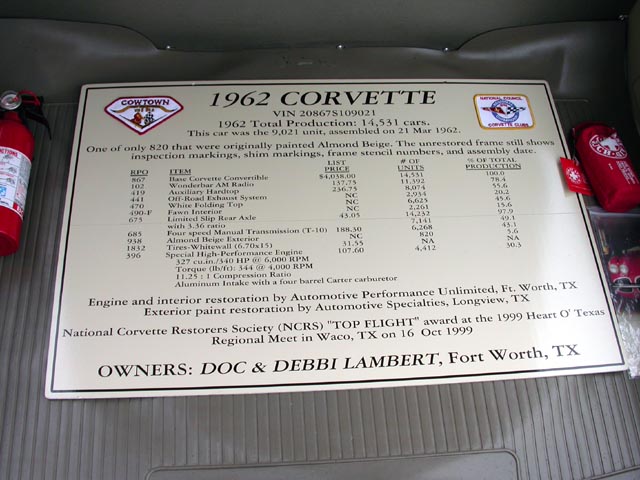 COWTOWN
NATIONAL COUNCIL
CORVETTE CLUBS
1962 CORVETTE
VIN 20867S109021
1962 Total Production: 14,531 cars.
This car was the 9,021 unit, assembled on 21 Mar 1962.
One of only 820 that were originally painted Almond Beige. The unrestored frame still shows
inspection markings, shim markings, frame stencil numbers, and assembly date.
LIST # OF % OF TOTAL
RPO ITEM PRICE UNITS PRODUCTION
867 Base Corvette Convertible $4,038.00 14,531 100.0
102 Wonderbar AM Radio 137.75 11,392 78.4
419 Auxiliary Hardtop 236.75 8,074 55.6
441 Off-Road Exhaust System NC 2,934 20.2
470 White Folding Top NC 6,625 45.6
490-F Fawn Interior NC 2,261 15.6
675 Limited Slip Rear Axle 43.05 14,232 97.9
with 3.36 ratio 7,141 49.1
685 Four speed Manual Transmission (T-10) 188.30 6,268 43.1
938 Almond Beige Exterior NC 820 5.6
1832 Tires-Whitewall (6.70x15) 31.55 NA NA
396 Special High-Performance Engine 107.60 4,412 30.3
327 cu.in./340 HP @ 6,000 RPM
Torque (lb/ft): 344 @ 4,000 RPM
11.25 : 1 Compression Ratio
Aluminum Intake with a four barrel Carter carburetor
Engine and interior restoration by Automotive Performance Unlimited, Ft. Worth, TX
Exterior paint restoration by Automotive Specialties, Longview, TX
National Corvette Restorers Society (NCRS) "TOP FLIGHT" award at the 1999 Heart O' Texas
Regional Meet in Waco, TX on 16 Oct 1999
OWNERS: DOC & DEBBI LAMBERT, Fort Worth, TX